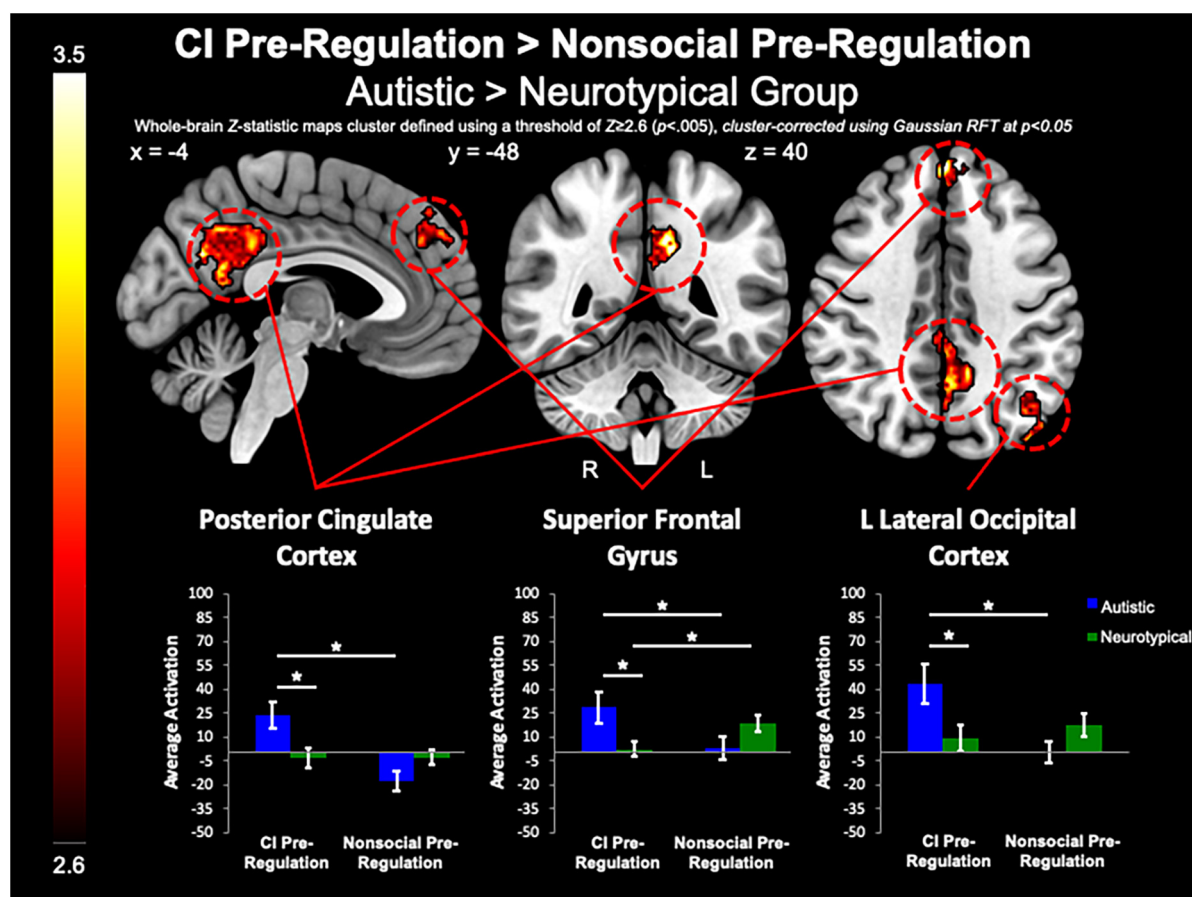 CI Pre-Regulation > Nonsocial Pre-Regulation
Autistic > Neurotypical Group
Whole-brain Z-statistic maps cluster defined using a threshold of Z≥2.6 (p<.005), cluster-corrected using Gaussian RFT at p<0.05
3.5
2.6
x = -4
y = -48
z = 40
R
L
Posterior Cingulate
Cortex
Superior Frontal
Gyrus
L Lateral Occipital
Cortex
Average Activation
100
85
70
55
40
25
10
-5
-20
-35
-50
*
*
CI Pre-
Regulation
Nonsocial Pre-
Regulation
Average Activation
100
85
70
55
40
25
10
-5
-20
-35
-50
*
*
*
CI Pre-
Regulation
Nonsocial Pre-
Regulation
Average Activation
100
85
70
55
40
25
10
-5
-20
-35
-50
*
*
CI Pre-
Regulation
Nonsocial Pre-
Regulation
Autistic
Neurotypical